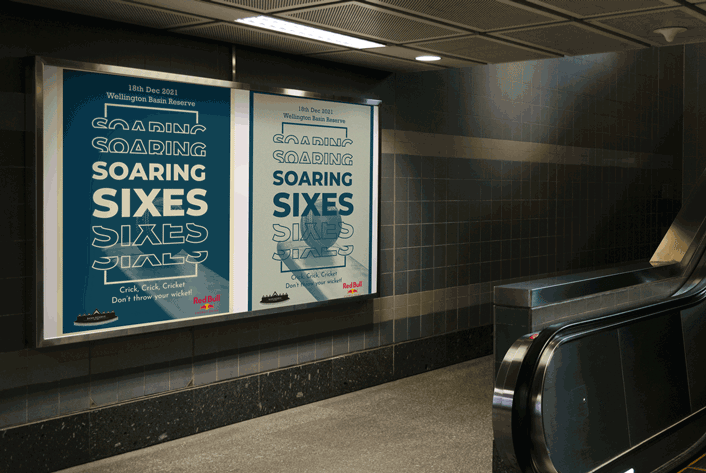 18th Dec 2021
Wellington Basin Reserve
SOARING
SOARING
SOARING
SIXES
SIXES
SIXES
Crick, Crick, Cricket
Don't throw your wicket!
Red Bull
18th Dec 2021
Wellington Basin Reserve
SOARING
SOARING
SOARING
SIXES
SIXES
SIXES
Crick, Crick, Cricket
Don't throw your wicket!
Red Bull